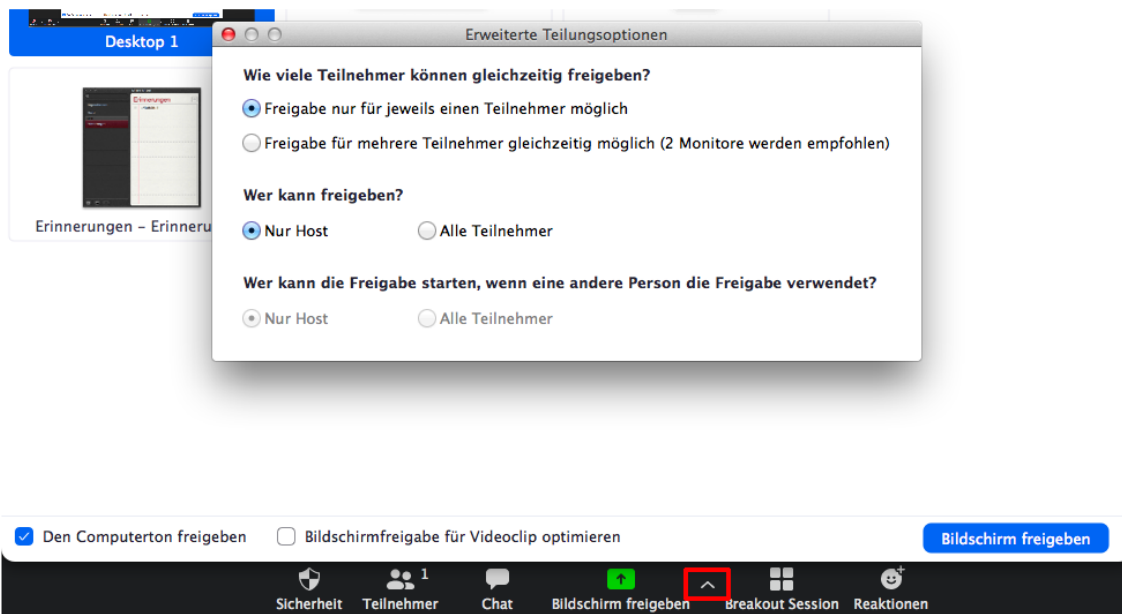 Desktop 1
Erweiterte Teilungsoptionen
Wie viele Teilnehmer können gleichzeitig freigeben?
Freigabe nur für jeweils einen Teilnehmer möglich
Freigabe für mehrere Teilnehmer gleichzeitig möglich (2 Monitore werden empfohlen)
Wer kann freigeben?
Nur Host
Alle Teilnehmer
Wer kann die Freigabe starten, wenn eine andere Person die Freigabe verwendet?
Nur Host
Alle Teilnehmer
Erinnerungen
Erinnerungen – Erinneru
Den Computerton freigeben
Bildschirmfreigabe für Videoclip optimieren
Bildschirm freigeben
1
Sicherheit
Teilnehmer
Chat
Bildschirm freigeben
Breakout Session
Reaktionen